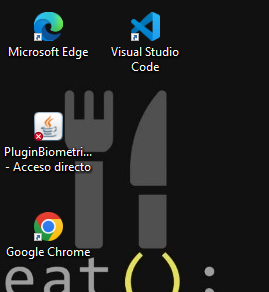 Microsoft Edge
Visual Studio
Code
PluginBiometri...
- Acceso directo
Google Chrome
eat():